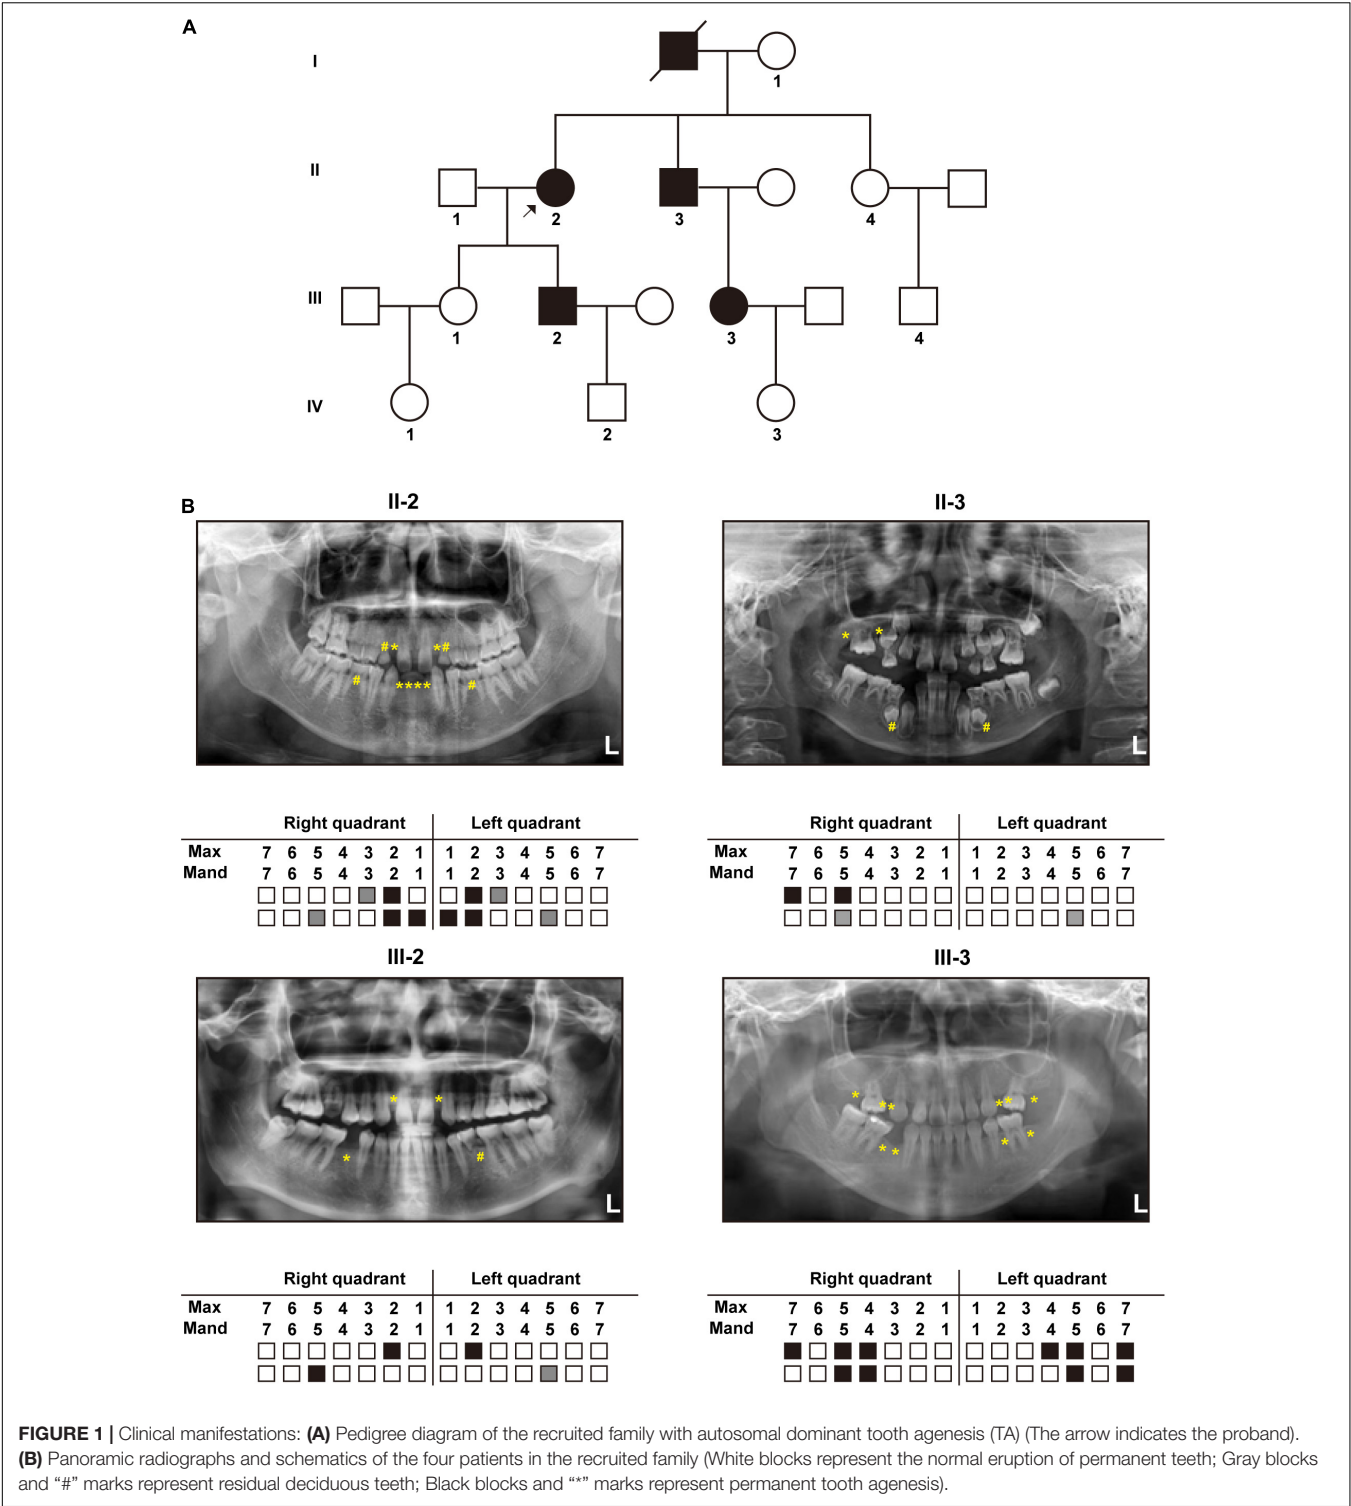 A
I
1
II
1 2 3 4
III
1 2 3 4
IV
1 2 3
B
II-2 II-3
#* *#
# **** #
L
* *
# #
L
Right quadrant Left quadrant
Max 7 6 5 4 3 2 1 1 2 3 4 5 6 7
Mand 7 6 5 4 3 2 1 1 2 3 4 5 6 7
Right quadrant Left quadrant
Max 7 6 5 4 3 2 1 1 2 3 4 5 6 7
Mand 7 6 5 4 3 2 1 1 2 3 4 5 6 7
III-2 III-3
* *
* #
L
* ** ** *
** * *
L
Right quadrant Left quadrant
Max 7 6 5 4 3 2 1 1 2 3 4 5 6 7
Mand 7 6 5 4 3 2 1 1 2 3 4 5 6 7
Right quadrant Left quadrant
Max 7 6 5 4 3 2 1 1 2 3 4 5 6 7
Mand 7 6 5 4 3 2 1 1 2 3 4 5 6 7
FIGURE 1 | Clinical manifestations: (A) Pedigree diagram of the recruited family with autosomal dominant tooth agenesis (TA) (The arrow indicates the proband).
(B) Panoramic radiographs and schematics of the four patients in the recruited family (White blocks represent the normal eruption of permanent teeth; Gray blocks
and “#” marks represent residual deciduous teeth; Black blocks and “*” marks represent permanent tooth agenesis).